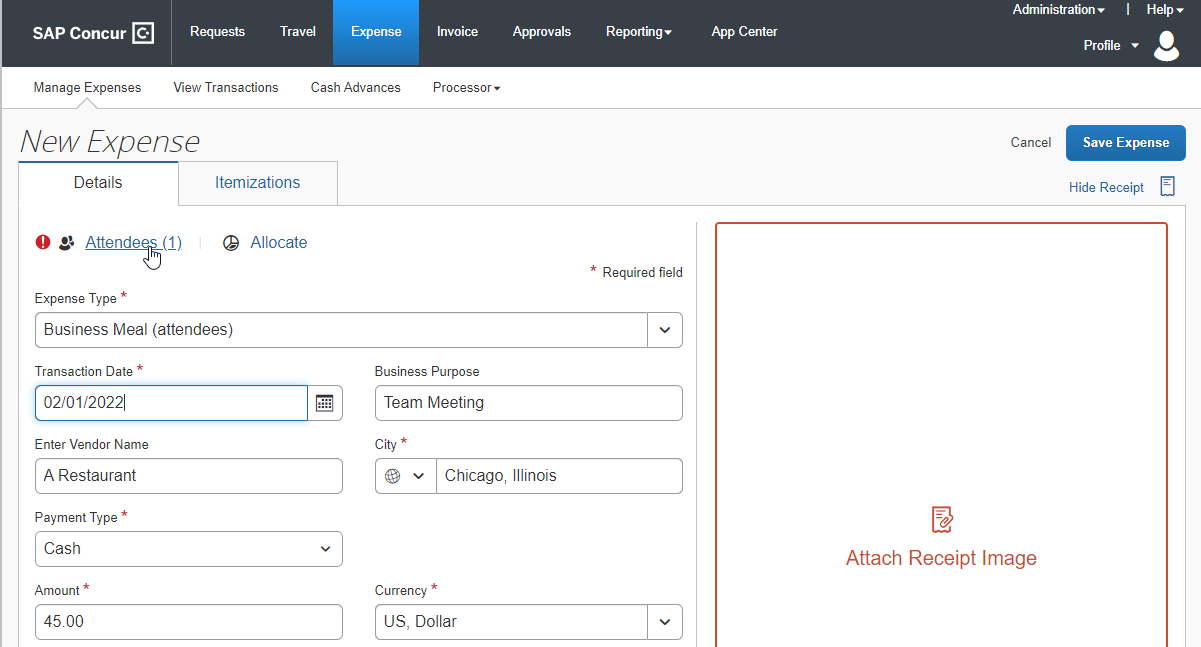 Administration | Help
SAP Concur C Requests Travel Expense Invoice Approvals Reporting App Center
Profile
Manage Expenses View Transactions Cash Advances Processor
New Expense
Cancel Save Expense
Details Itemizations
Hide Receipt
! Attendees (1) | Allocate
* Required field
Expense Type *
Business Meal (attendees)
Transaction Date * Business Purpose
02/01/2022 Team Meeting
Enter Vendor Name City *
A Restaurant Chicago, Illinois
Payment Type *
Cash
Attach Receipt Image
Amount * Currency *
45.00 US, Dollar